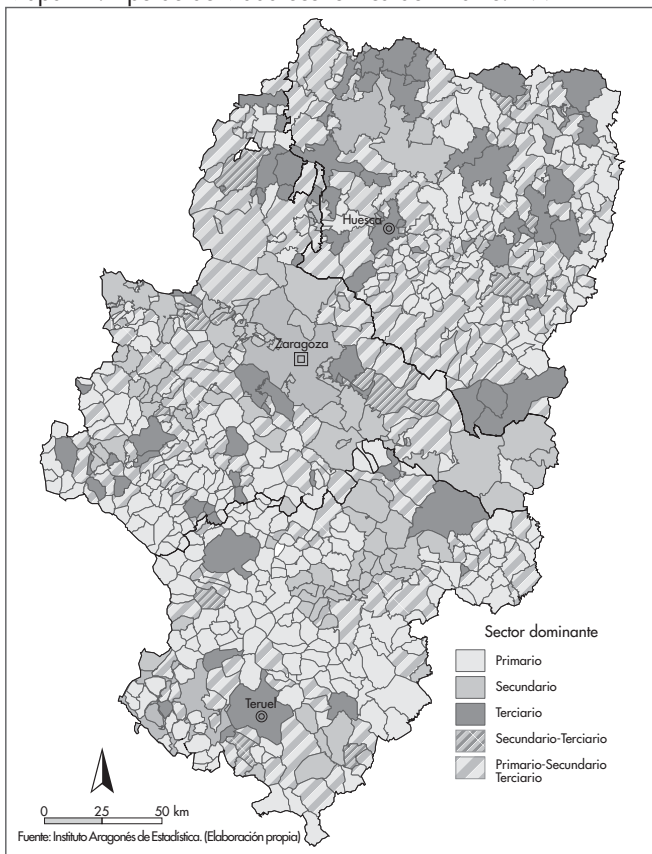 Huesca
Zaragoza
Teruel
Sector dominante
Primario
Secundario
Terciario
Secundario-Terciario
Primario-Secundario
Terciario
0 25 50 km
Fuente: Instituto Aragonés de Estadística. (Elaboración propia)